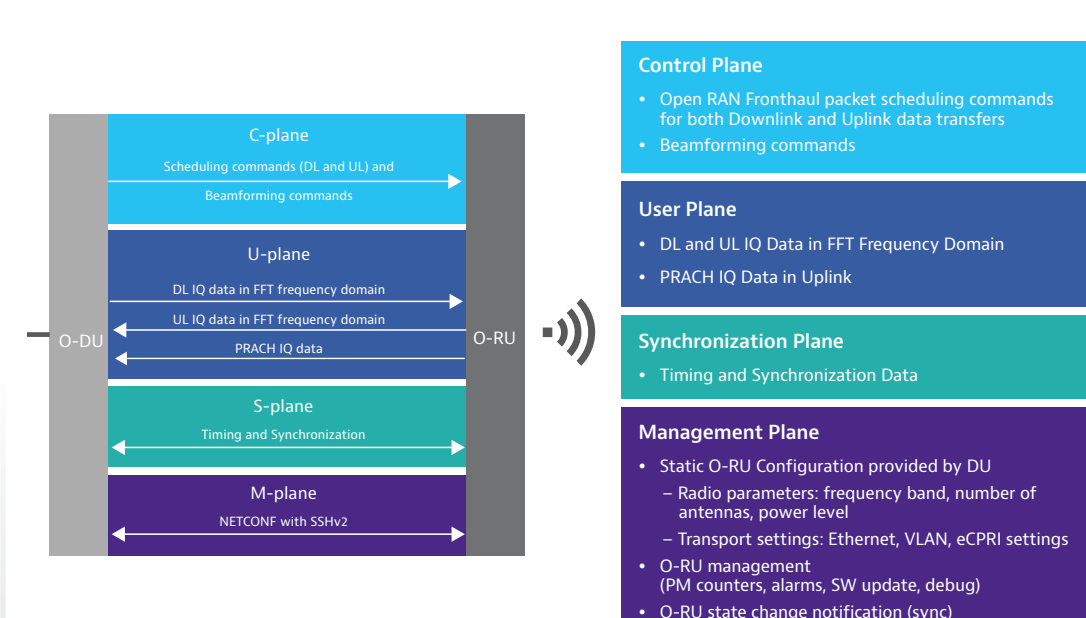 C-plane
Scheduling commands (DL and UL) and
Beamforming commands
U-plane
DL IQ data in FFT frequency domain
UL IQ data in FFT frequency domain
PRACH IQ data
O-DU
O-RU
S-plane
Timing and Synchronization
M-plane
NETCONF with SSHv2
Control Plane
• Open RAN Fronthaul packet scheduling commands
for both Downlink and Uplink data transfers
• Beamforming commands
User Plane
• DL and UL IQ Data in FFT Frequency Domain
• PRACH IQ Data in Uplink
Synchronization Plane
• Timing and Synchronization Data
Management Plane
• Static O-RU Configuration provided by DU
– Radio parameters: frequency band, number of
antennas, power level
– Transport settings: Ethernet, VLAN, eCPRI settings
• O-RU management
(PM counters, alarms, SW update, debug)
• O-RU state change notification (sync)